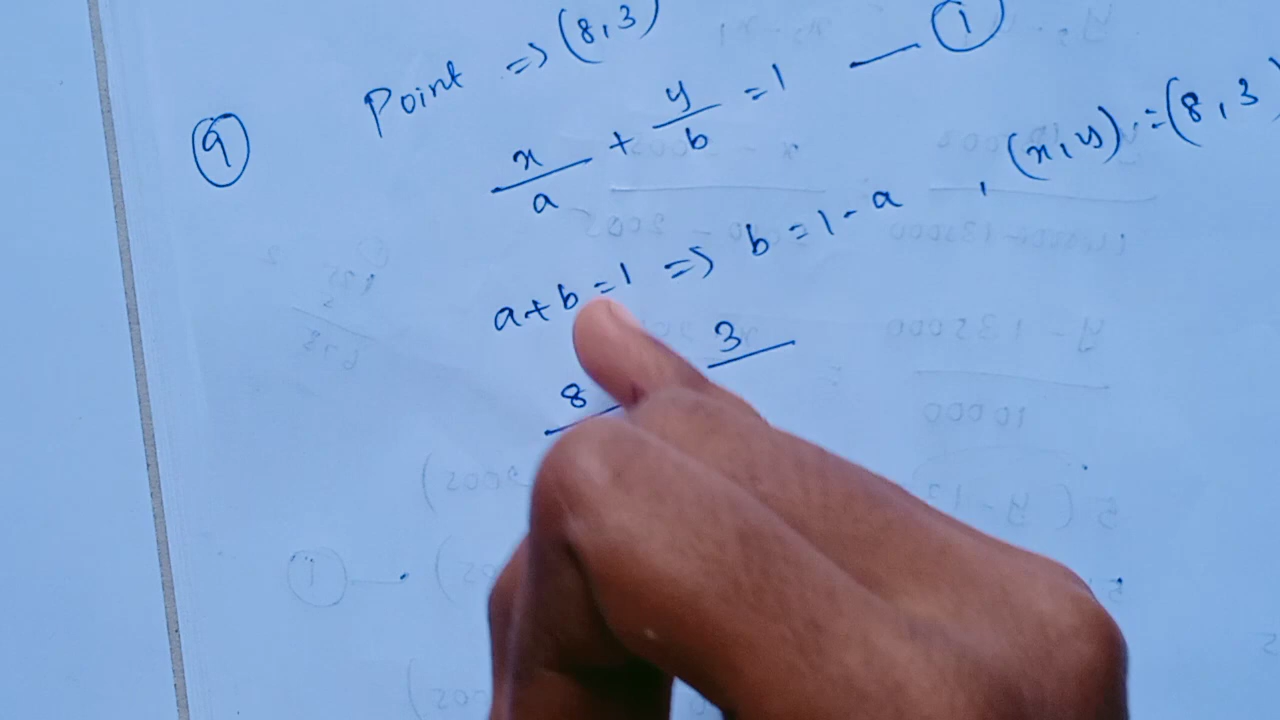 ⑨ Point => (8, 3)
x/a + y/b = 1 — ①
a+b=1 => b = 1-a , (x, y) = (8, 3)
8 3